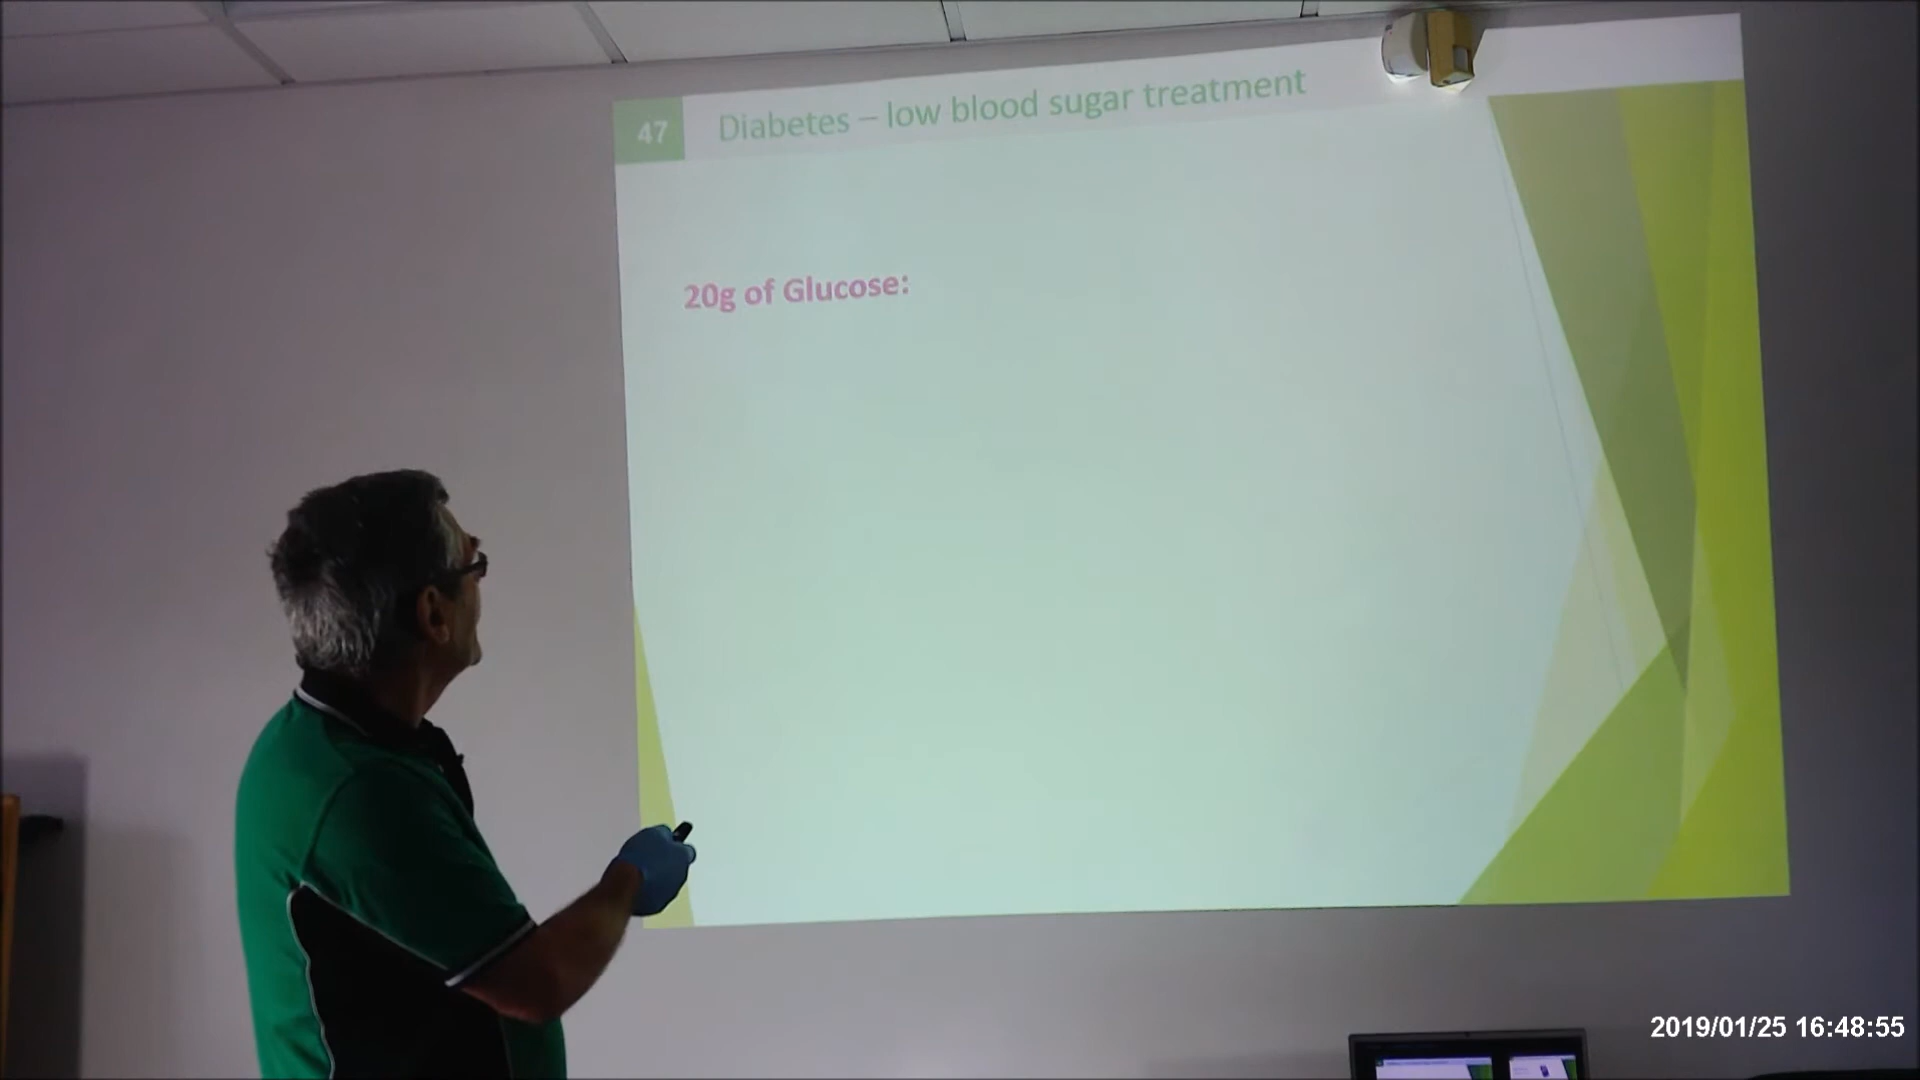 47
Diabetes – low blood sugar treatment
20g of Glucose:
2019/01/25 16:48:55